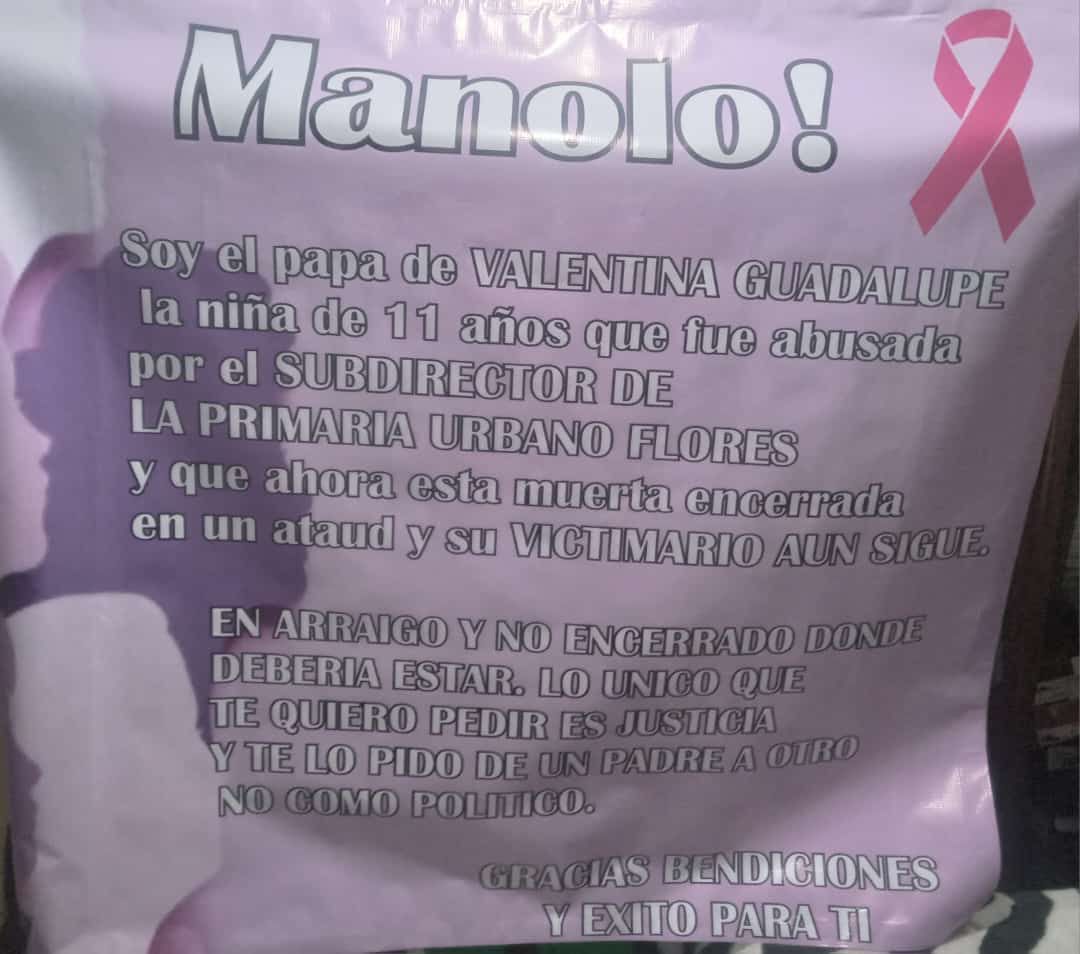 Manolo!
Soy el papa de VALENTINA GUADALUPE
la niña de 11 años que fue abusada
por el SUBDIRECTOR DE
LA PRIMARIA URBANO FLORES
y que ahora esta muerta encerrada
en un ataud y su VICTIMARIO AUN SIGUE.
EN ARRAIGO Y NO ENCERRADO DONDE
DEBERIA ESTAR. LO UNICO QUE
TE QUIERO PEDIR ES JUSTICIA
Y TE LO PIDO DE UN PADRE A OTRO
NO COMO POLITICO.
GRACIAS BENDICIONES
Y EXITO PARA TI